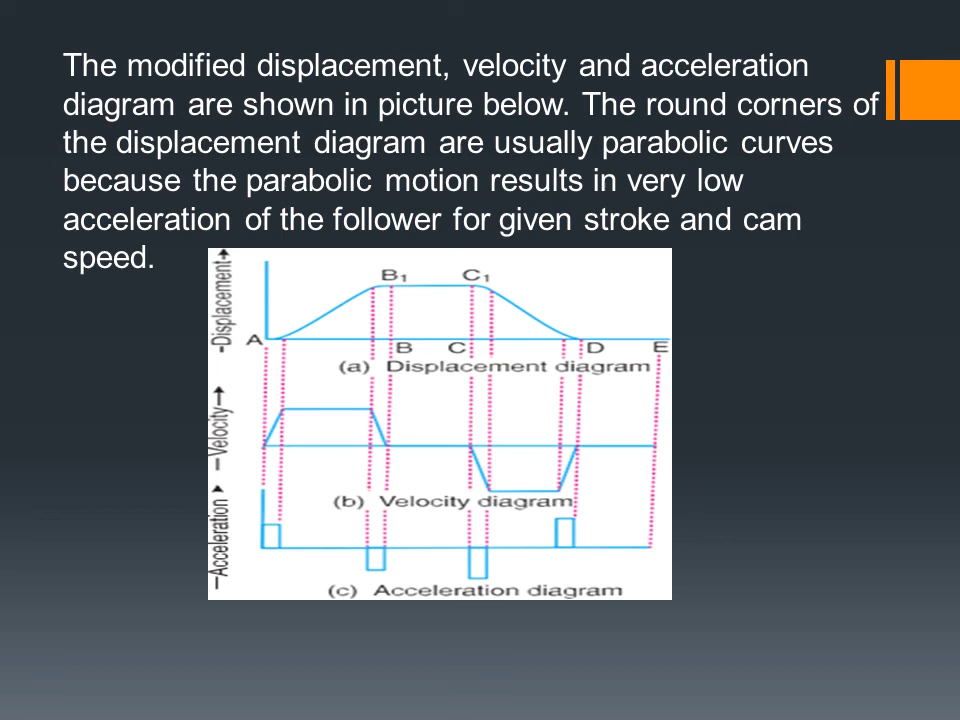 The modified displacement, velocity and acceleration
diagram are shown in picture below. The round corners of
the displacement diagram are usually parabolic curves
because the parabolic motion results in very low
acceleration of the follower for given stroke and cam
speed.
Displacement
B₁ C₁
A B C D E
(a) Displacement diagram
Velocity
(b) Velocity diagram
Acceleration
(c) Acceleration diagram